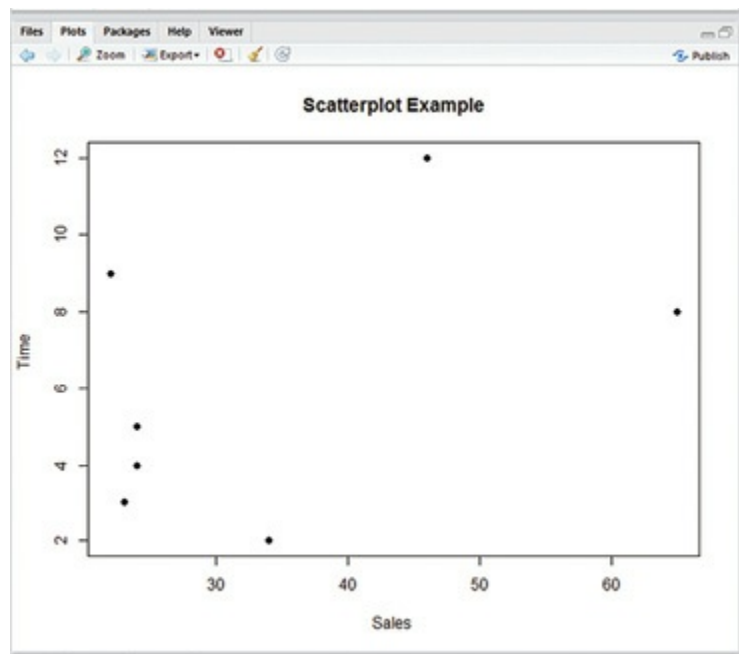 Files Plots Packages Help Viewer
Zoom Export Publish
Scatterplot Example
12
10
8
6
4
2
Time
30 40 50 60
Sales